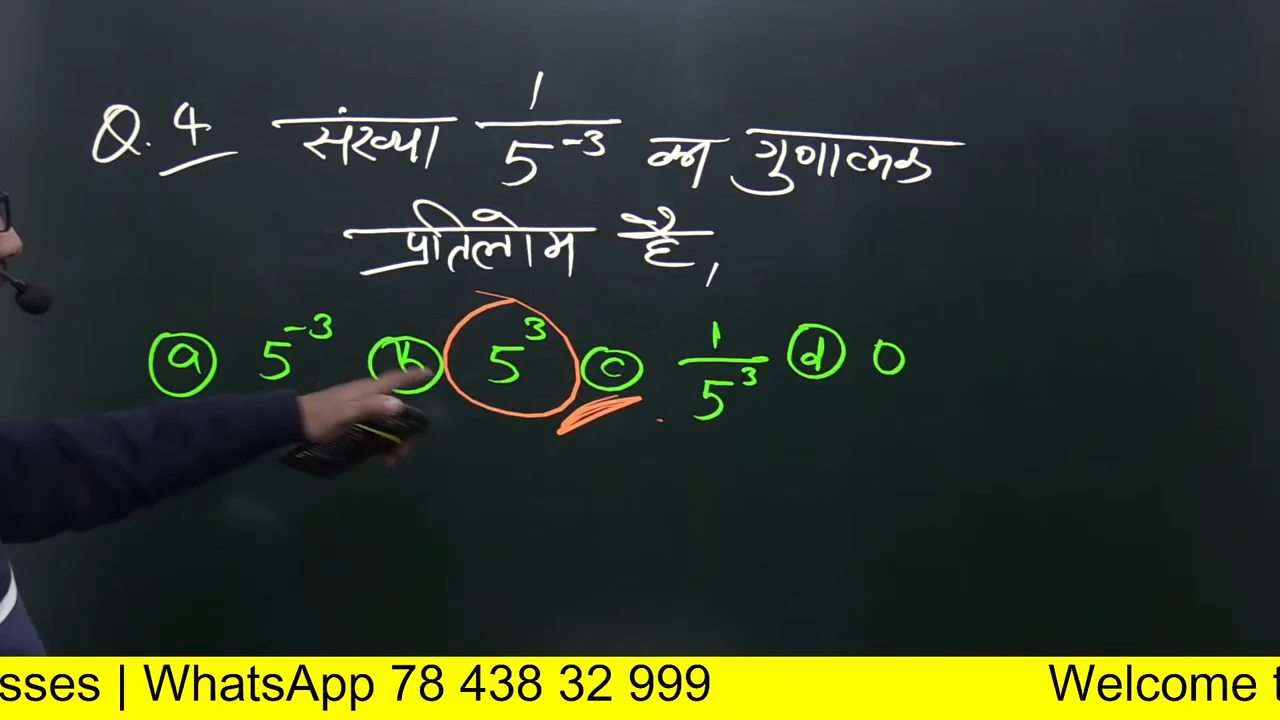 Q. 4 संख्या 1/5⁻³ का गुणात्मक
प्रतिलोम है,
(a) 5⁻³ (b) 5³ (c) 1/5³ (d) 0
sses | WhatsApp 78 438 32 999 Welcome t